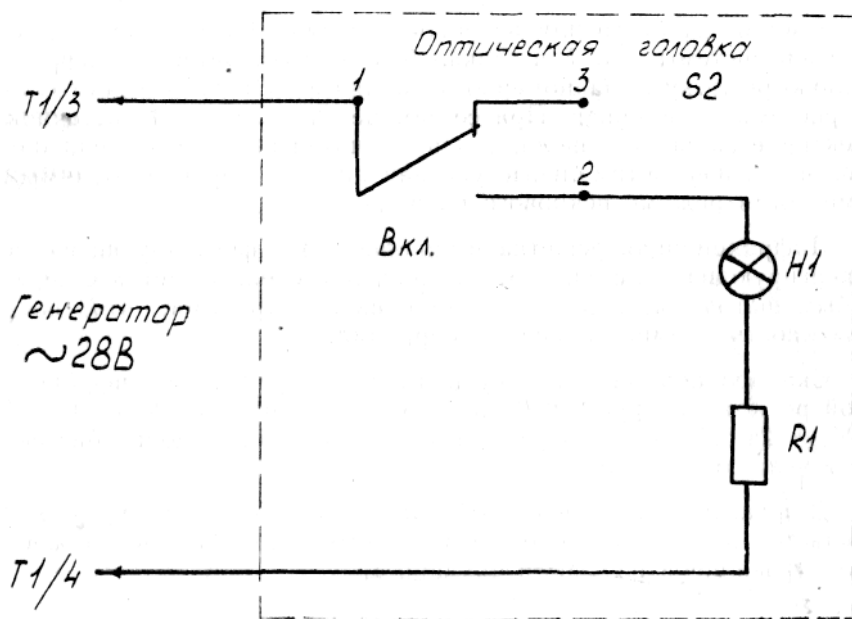 Оптическая головка
S2
T1/3
1
3
2
Вкл.
H1
Генератор
~28В
R1
T1/4